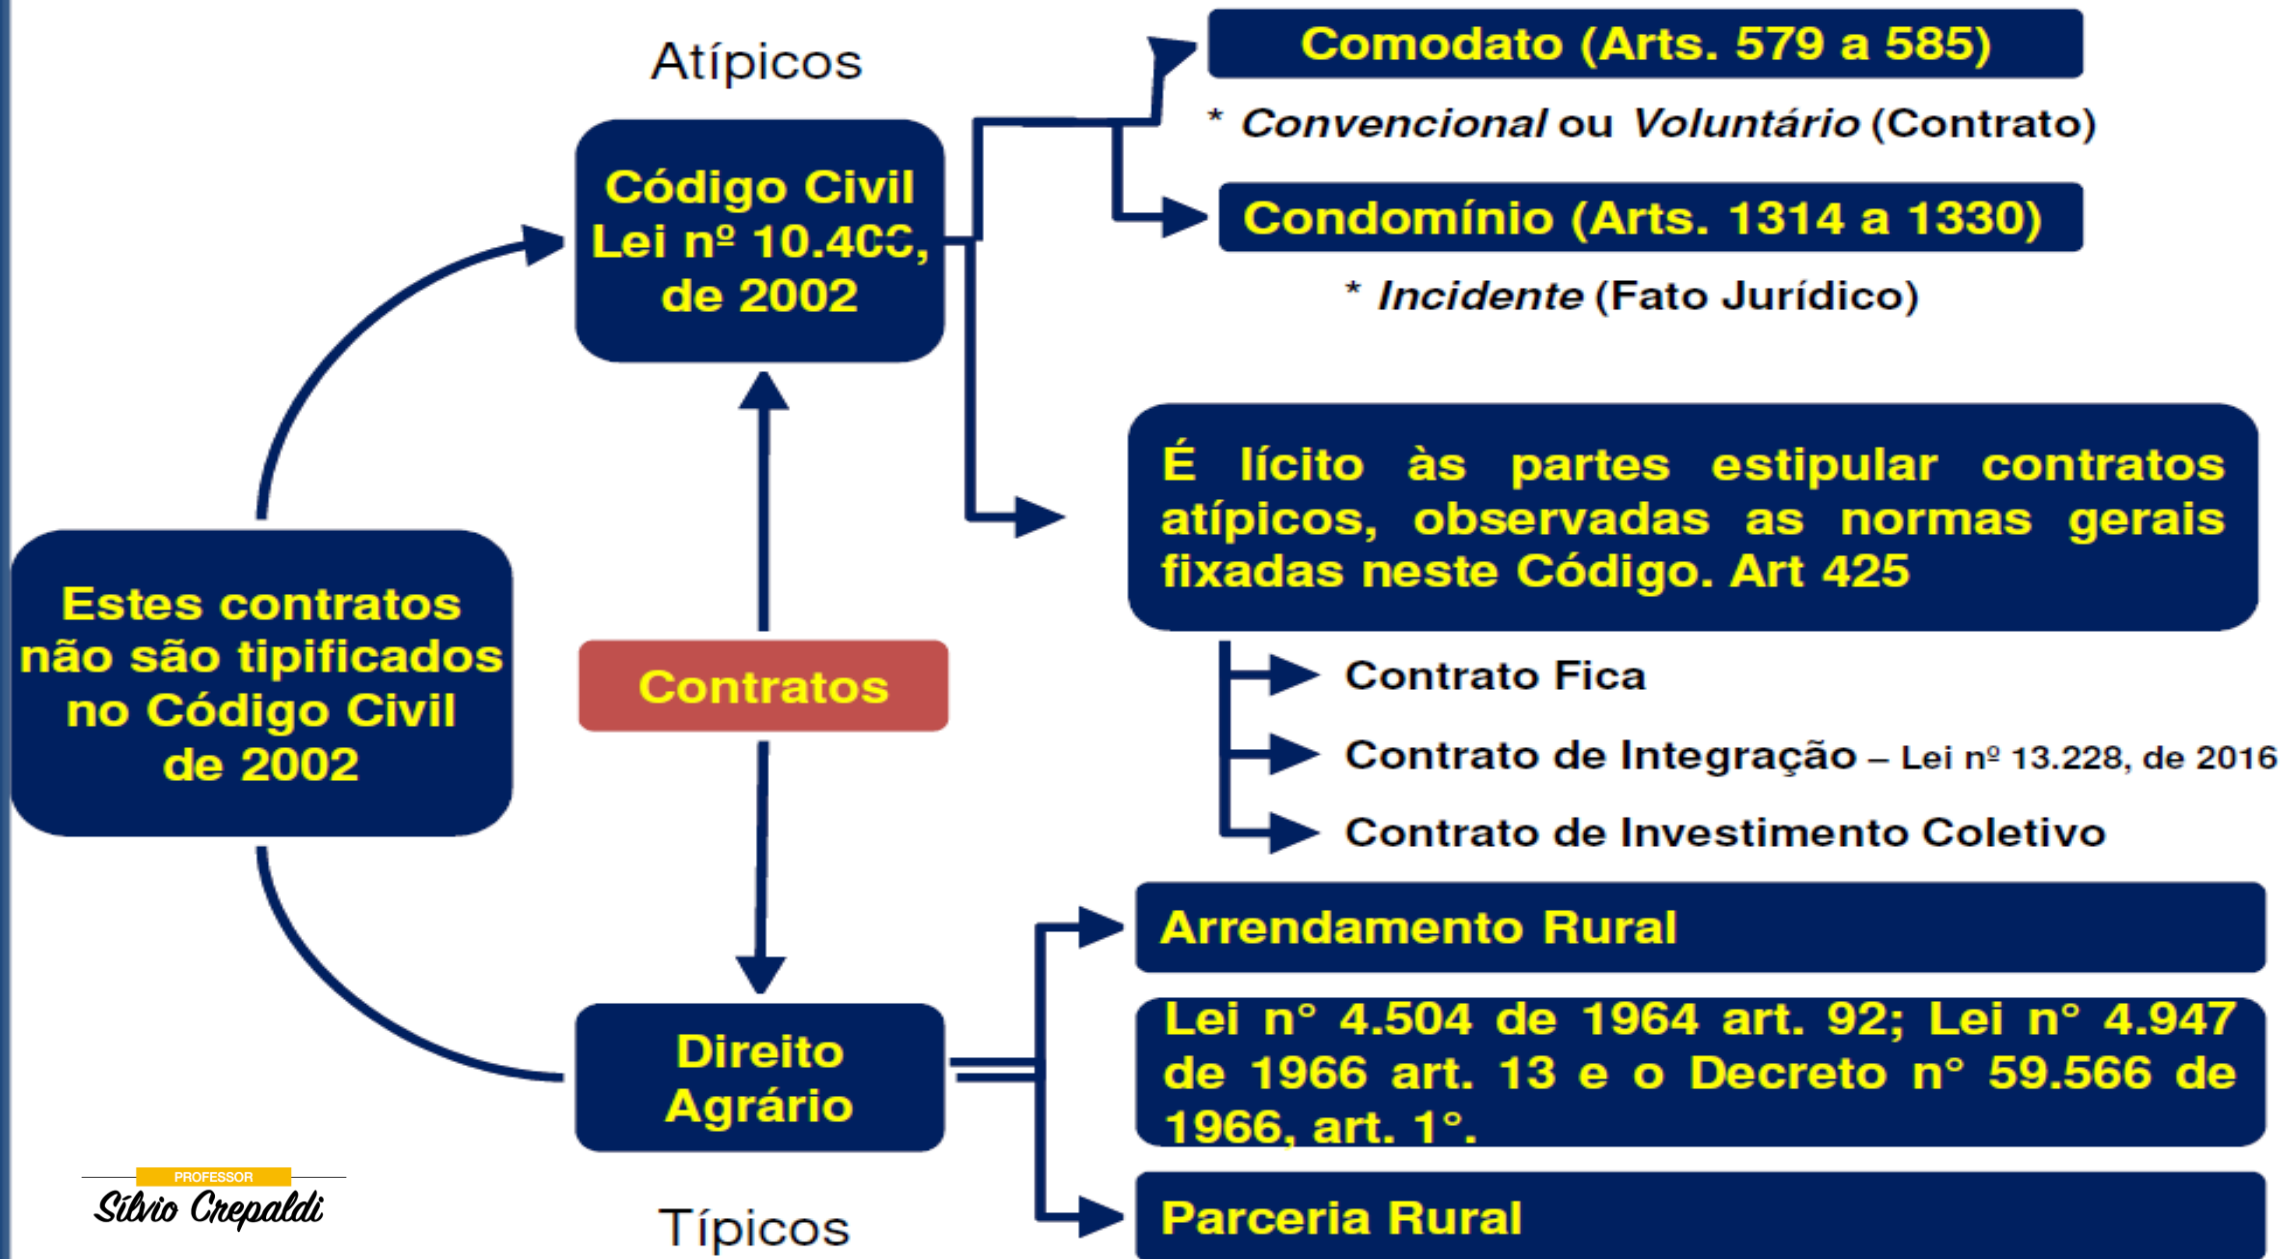 Atípicos
Código Civil
Lei nº 10.406,
de 2002
Comodato (Arts. 579 a 585)
* Convencional ou Voluntário (Contrato)
Condomínio (Arts. 1314 a 1330)
* Incidente (Fato Jurídico)
É lícito às partes estipular contratos
atípicos, observadas as normas gerais
fixadas neste Código. Art 425
Contrato Fica
Contrato de Integração – Lei nº 13.228, de 2016
Contrato de Investimento Coletivo
Estes contratos
não são tipificados
no Código Civil
de 2002
Contratos
Direito
Agrário
Típicos
Arrendamento Rural
Lei n° 4.504 de 1964 art. 92; Lei n° 4.947
de 1966 art. 13 e o Decreto n° 59.566 de
1966, art. 1°.
Parceria Rural
PROFESSOR
Sílvio Crepaldi